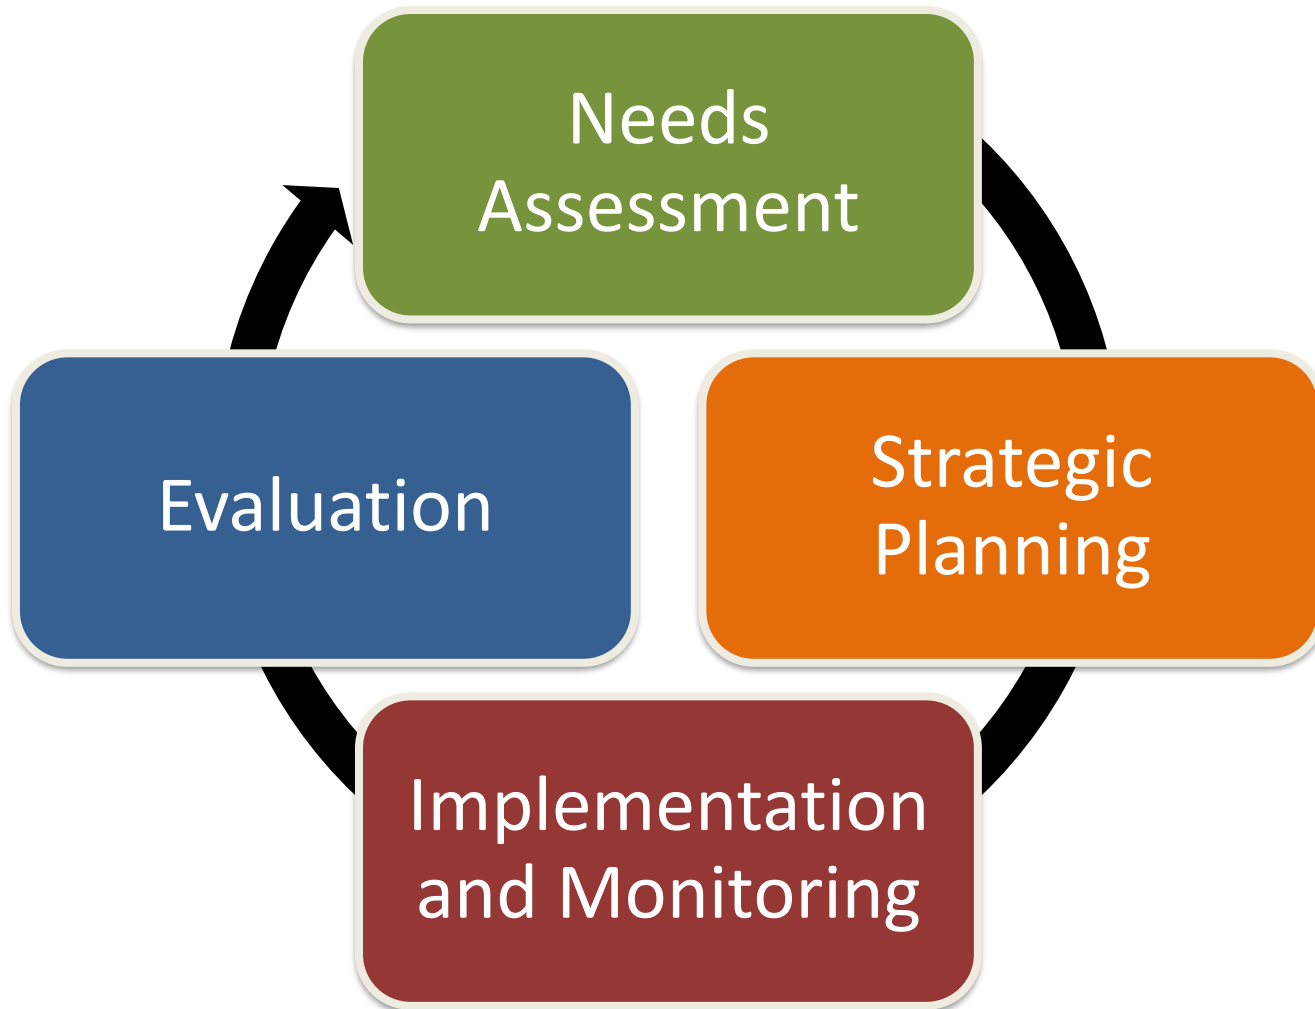 Needs
Assessment
Strategic
Planning
Implementation
and Monitoring
Evaluation